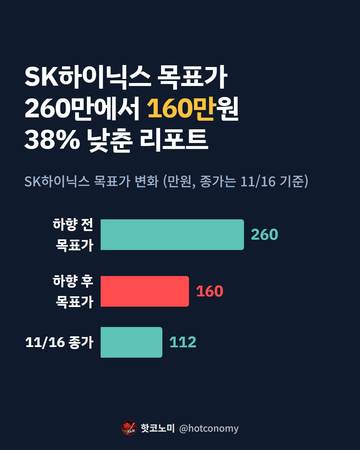 SK하이닉스 목표가
260만에서 160만원
38% 낮춘 리포트
SK하이닉스 목표가 변화 (만원, 종가는 11/16 기준)
하향 전
목표가
260
하향 후
목표가
160
11/16 종가
112
핫코노미 @hotconomy